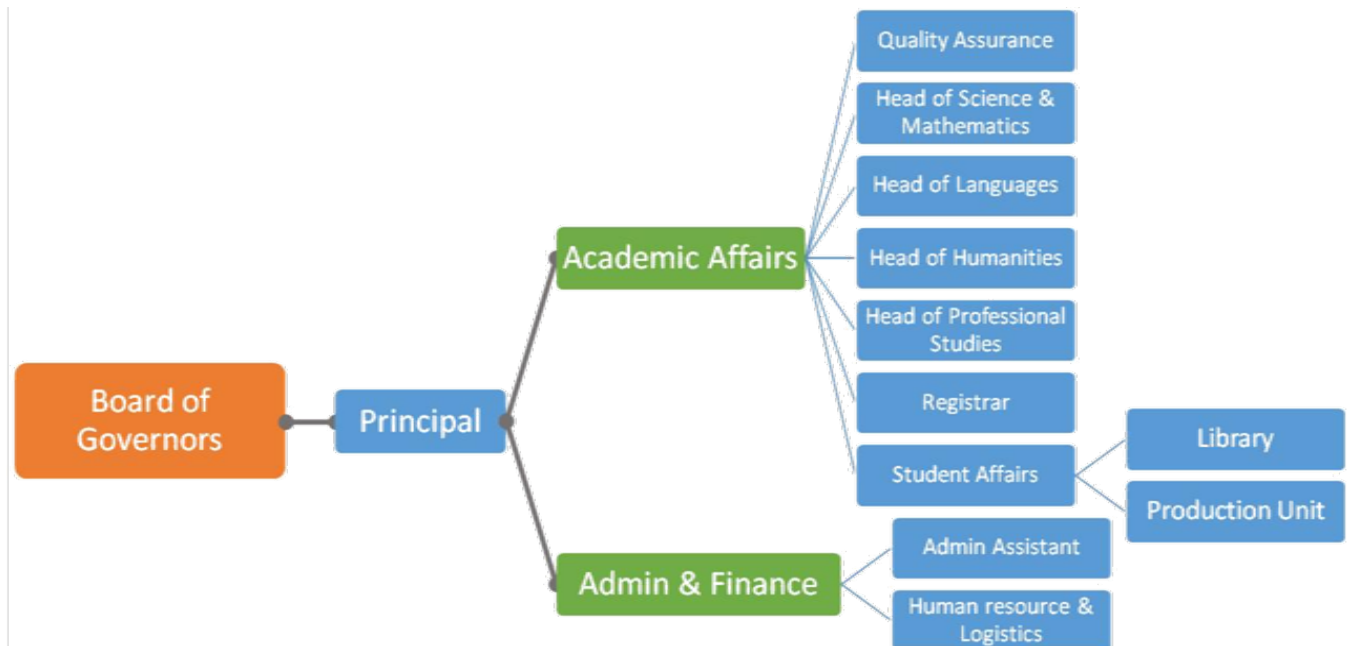 Board of
Governors
Principal
Academic Affairs
Quality Assurance
Head of Science &
Mathematics
Head of Languages
Head of Humanities
Head of Professional
Studies
Registrar
Student Affairs
Library
Production Unit
Admin & Finance
Admin Assistant
Human resource &
Logistics